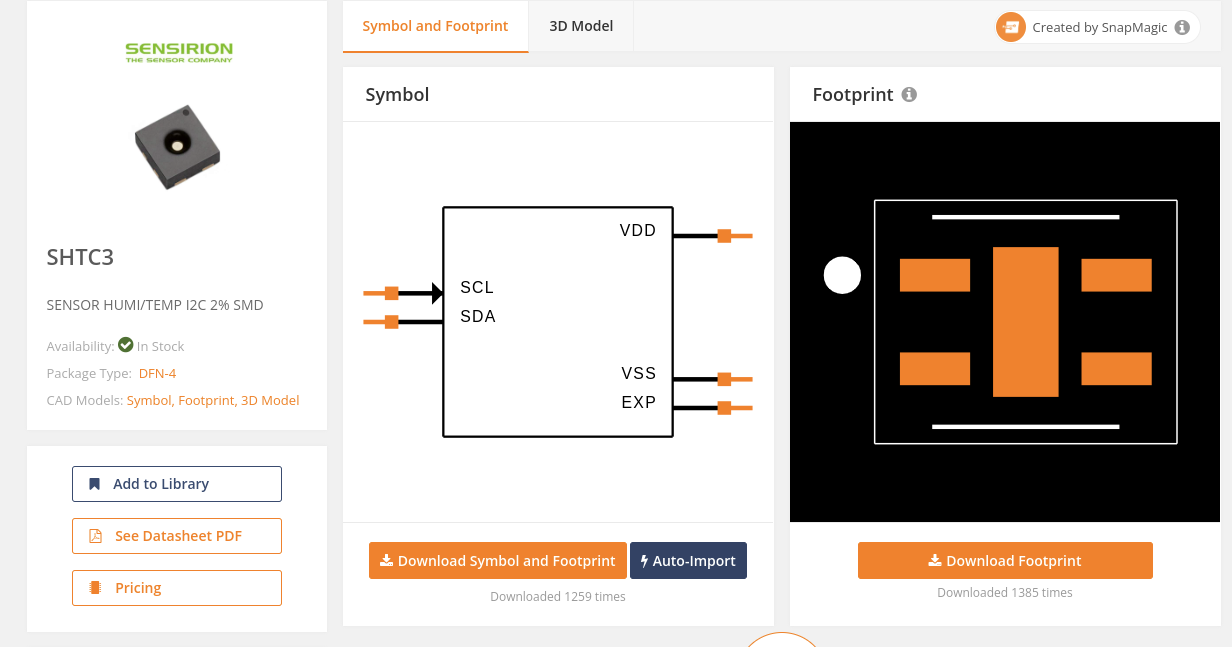 SENSIRION
THE SENSOR COMPANY
SHTC3
SENSOR HUMI/TEMP I2C 2% SMD
Availability: In Stock
Package Type: DFN-4
CAD Models: Symbol, Footprint, 3D Model
Add to Library
See Datasheet PDF
Pricing
Symbol and Footprint
3D Model
Created by SnapMagic
Symbol
VDD
SCL
SDA
VSS
EXP
Download Symbol and Footprint
Auto-Import
Downloaded 1259 times
Footprint
Download Footprint
Downloaded 1385 times